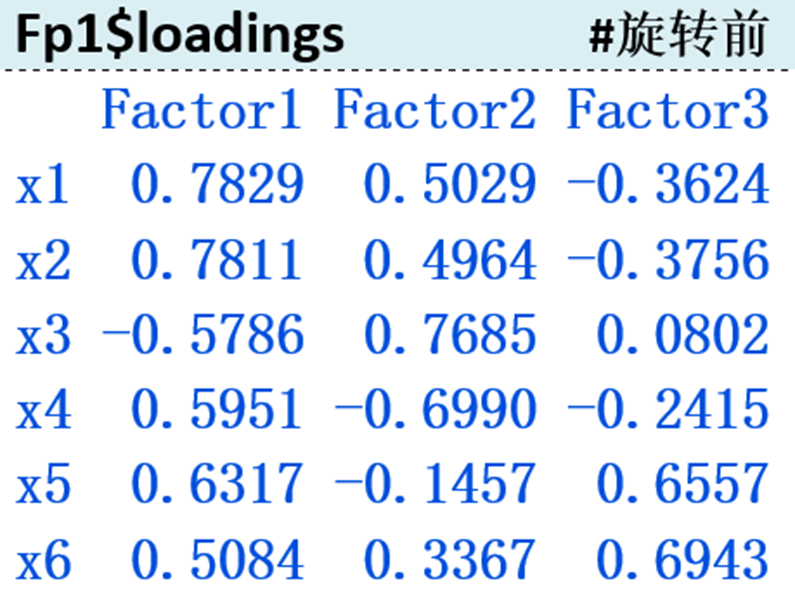 Fp1$loadings #旋转前
Factor1 Factor2 Factor3
x1 0.7829 0.5029 -0.3624
x2 0.7811 0.4964 -0.3756
x3 -0.5786 0.7685 0.0802
x4 0.5951 -0.6990 -0.2415
x5 0.6317 -0.1457 0.6557
x6 0.5084 0.3367 0.6943